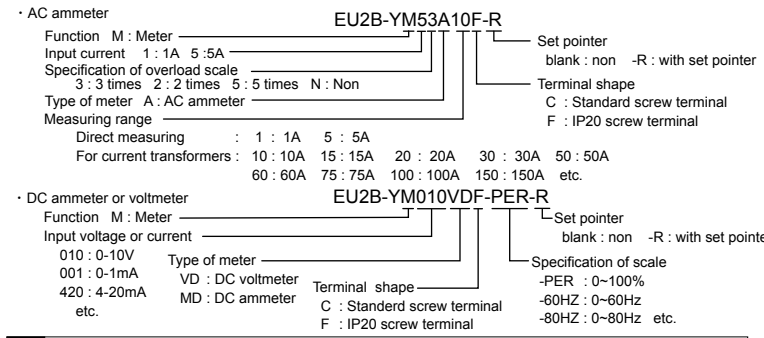 ・AC ammeter
EU2B-YM53A10F-R
Function M : Meter
Input current 1 : 1A 5 :5A
Specification of overload scale
3 : 3 times 2 : 2 times 5 : 5 times N : Non
Type of meter A : AC ammeter
Measuring range
Direct measuring : 1 : 1A 5 : 5A
For current transformers : 10 : 10A 15 : 15A 20 : 20A 30 : 30A 50 : 50A
60 : 60A 75 : 75A 100 : 100A 150 : 150A etc.
Set pointer
blank : non -R : with set pointer
Terminal shape
C : Standard screw terminal
F : IP20 screw terminal
・DC ammeter or voltmeter
EU2B-YM010VDF-PER-R
Function M : Meter
Input voltage or current
010 : 0-10V
001 : 0-1mA
420 : 4-20mA
etc.
Type of meter
VD : DC voltmeter
MD : DC ammeter
Terminal shape
C : Standerd screw terminal
F : IP20 screw terminal
Set pointer
blank : non -R : with set pointe
Specification of scale
-PER : 0~100%
-60HZ : 0~60Hz
-80HZ : 0~80Hz etc.